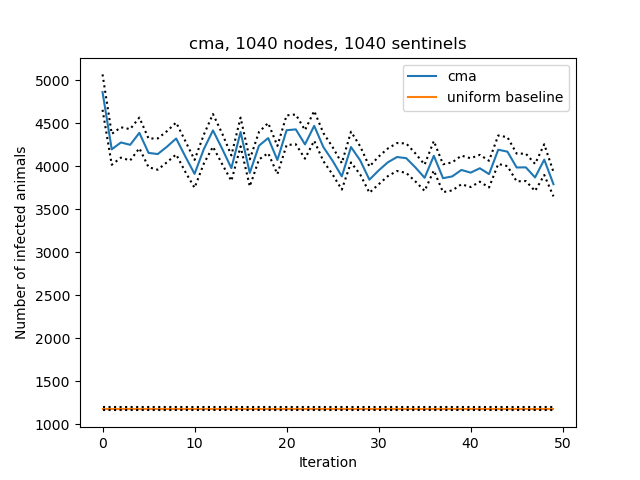 cma, 1040 nodes, 1040 sentinels
cma
uniform baseline
Number of infected animals
5000
4500
4000
3500
3000
2500
2000
1500
1000
0 10 20 30 40 50
Iteration